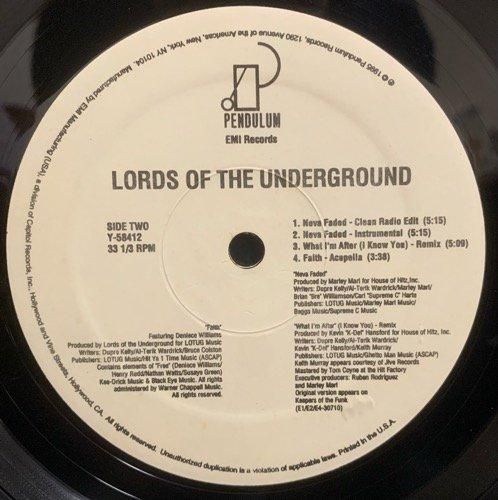 PENDULUM
EMI Records
LORDS OF THE UNDERGROUND
SIDE TWO
Y-58412
33 1/3 RPM
1. Neva Faded - Clean Radio Edit (5:15)
2. Neva Faded - Instrumental (5:15)
3. What I'm After (I Know You) - Remix (5:09)
4. Faith - Acapella (3:38)
"Neva Faded"
Produced by Marley Marl for House of Hitz, Inc.
Writers: Dupre Kelly/Al-Terik Wardrick/Marley Marl/
Brian "Bre" Williamson/Carl "Supreme C" Harte
Publishers: LOTUG Music/Marley Marl Music/
Bagga Music/Supreme C Music
"Faith"
Featuring Deniece Williams
Produced by Lords of the Underground for LOTUG Music
Writers: Dupre Kelly/Al-Terik Wardrick/Bruce Colston
Publishers: LOTUG Music/Hit Ya 1 Time Music (ASCAP)
Contains elements of "Free" (Deniece Williams/
Henry Redd/Nathan Watts/Susaye Green)
Kee-Drick Music & Black Eye Music. All rights
administered by Warner Chappell Music.
All Rights Reserved.
"What I'm After" (I Know You) - Remix
Produced by Kevin "K-Def" Hansford for House of Hitz, Inc.
Writers: Dupre Kelly/Al-Terik Wardrick/
Kevin "K-Def" Hansford/Keith Murray
Publishers: LOTUG Music/Ghetto Man Music (ASCAP)
Keith Murray appears courtesy of Jive Records
Mastered by Tom Coyne at the Hit Factory
Executive Producers: Ruben Rodriguez
and Marley Marl
Original version appears on
Keepers of the Funk
(E1/E2/E4-30710)
℗© 1995 Pendulum Records, 1290 Avenue of the Americas, New York, NY 10104. Manufactured by EMI Manufacturing (USA), a division of Capitol Records, Inc., Hollywood and Vine Streets, Hollywood, CA. All rights reserved. Unauthorized duplication is a violation of applicable laws. Printed in the U.S.A.